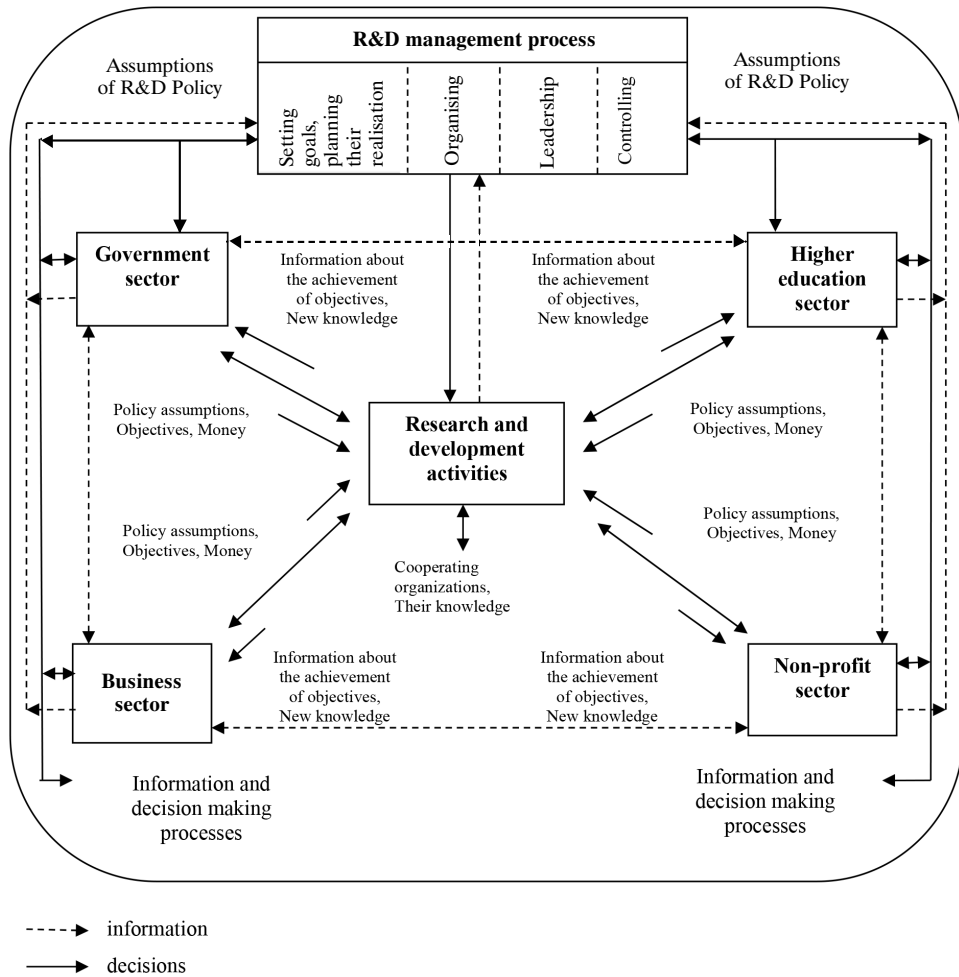 R&D management process
Assumptions
of R&D Policy
Setting
goals,
planning
their
realisation
Organising
Leadership
Controlling
Assumptions
of R&D Policy
Government
sector
Information about
the achievement
of objectives,
New knowledge
Information about
the achievement
of objectives,
New knowledge
Higher
education
sector
Policy assumptions,
Objectives, Money
Research and
development
activities
Policy assumptions,
Objectives, Money
Policy assumptions,
Objectives, Money
Policy assumptions,
Objectives, Money
Cooperating
organizations,
Their knowledge
Business
sector
Information about
the achievement
of objectives,
New knowledge
Information about
the achievement
of objectives,
New knowledge
Non-profit
sector
Information and
decision making
processes
Information and
decision making
processes
information
decisions